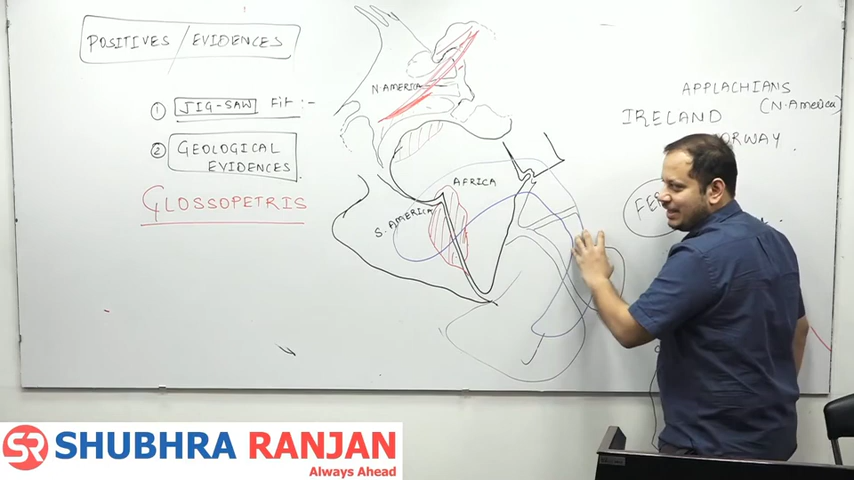 POSITIVES / EVIDENCES
① JIG-SAW Fit :-
② GEOLOGICAL
EVIDENCES
GLOSSOPETRIS
N. AMERICA
AFRICA
S. AMERICA
APPLACHIANS
(N. America)
IRELAND
SHUBHRA RANJAN
Always Ahead
SR